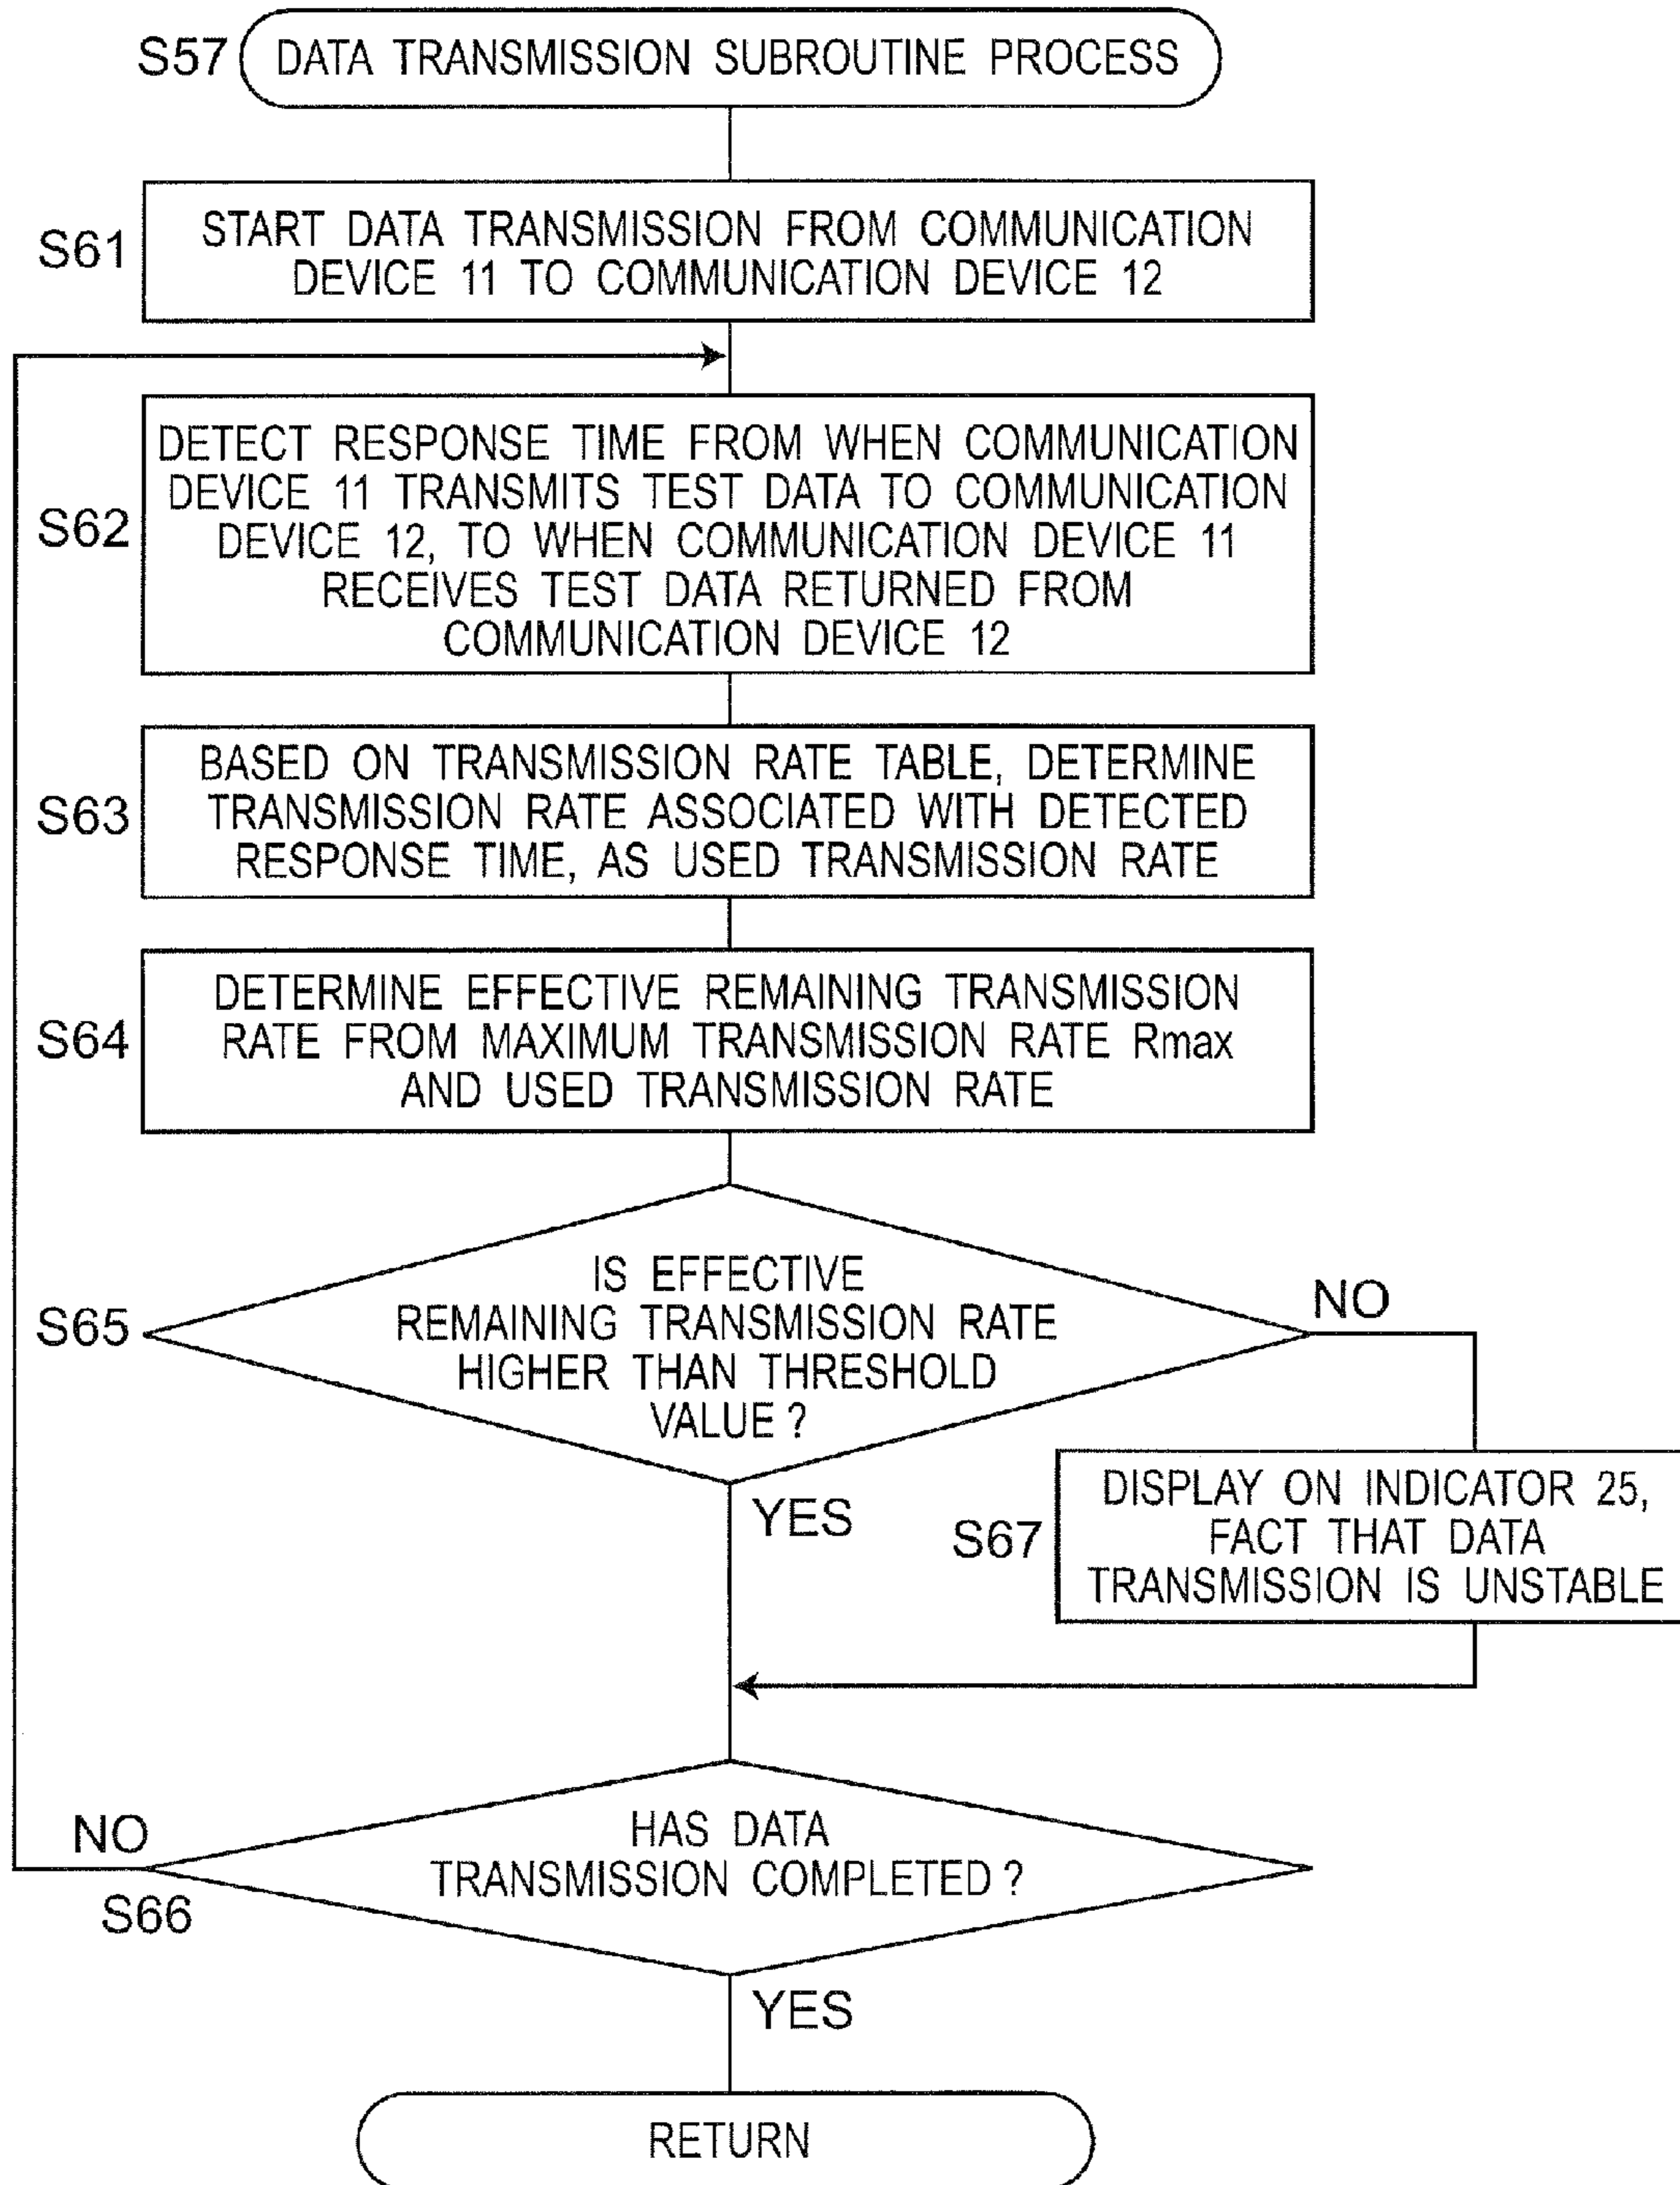 S57
DATA TRANSMISSION SUBROUTINE PROCESS
S61
START DATA TRANSMISSION FROM COMMUNICATION
DEVICE 11 TO COMMUNICATION DEVICE 12
S62
DETECT RESPONSE TIME FROM WHEN COMMUNICATION
DEVICE 11 TRANSMITS TEST DATA TO COMMUNICATION
DEVICE 12, TO WHEN COMMUNICATION DEVICE 11
RECEIVES TEST DATA RETURNED FROM
COMMUNICATION DEVICE 12
S63
BASED ON TRANSMISSION RATE TABLE, DETERMINE
TRANSMISSION RATE ASSOCIATED WITH DETECTED
RESPONSE TIME, AS USED TRANSMISSION RATE
S64
DETERMINE EFFECTIVE REMAINING TRANSMISSION
RATE FROM MAXIMUM TRANSMISSION RATE Rmax
AND USED TRANSMISSION RATE
S65
IS EFFECTIVE
REMAINING TRANSMISSION RATE
HIGHER THAN THRESHOLD
VALUE ?
NO
YES
S67
DISPLAY ON INDICATOR 25,
FACT THAT DATA
TRANSMISSION IS UNSTABLE
NO
S66
HAS DATA
TRANSMISSION COMPLETED ?
YES
RETURN